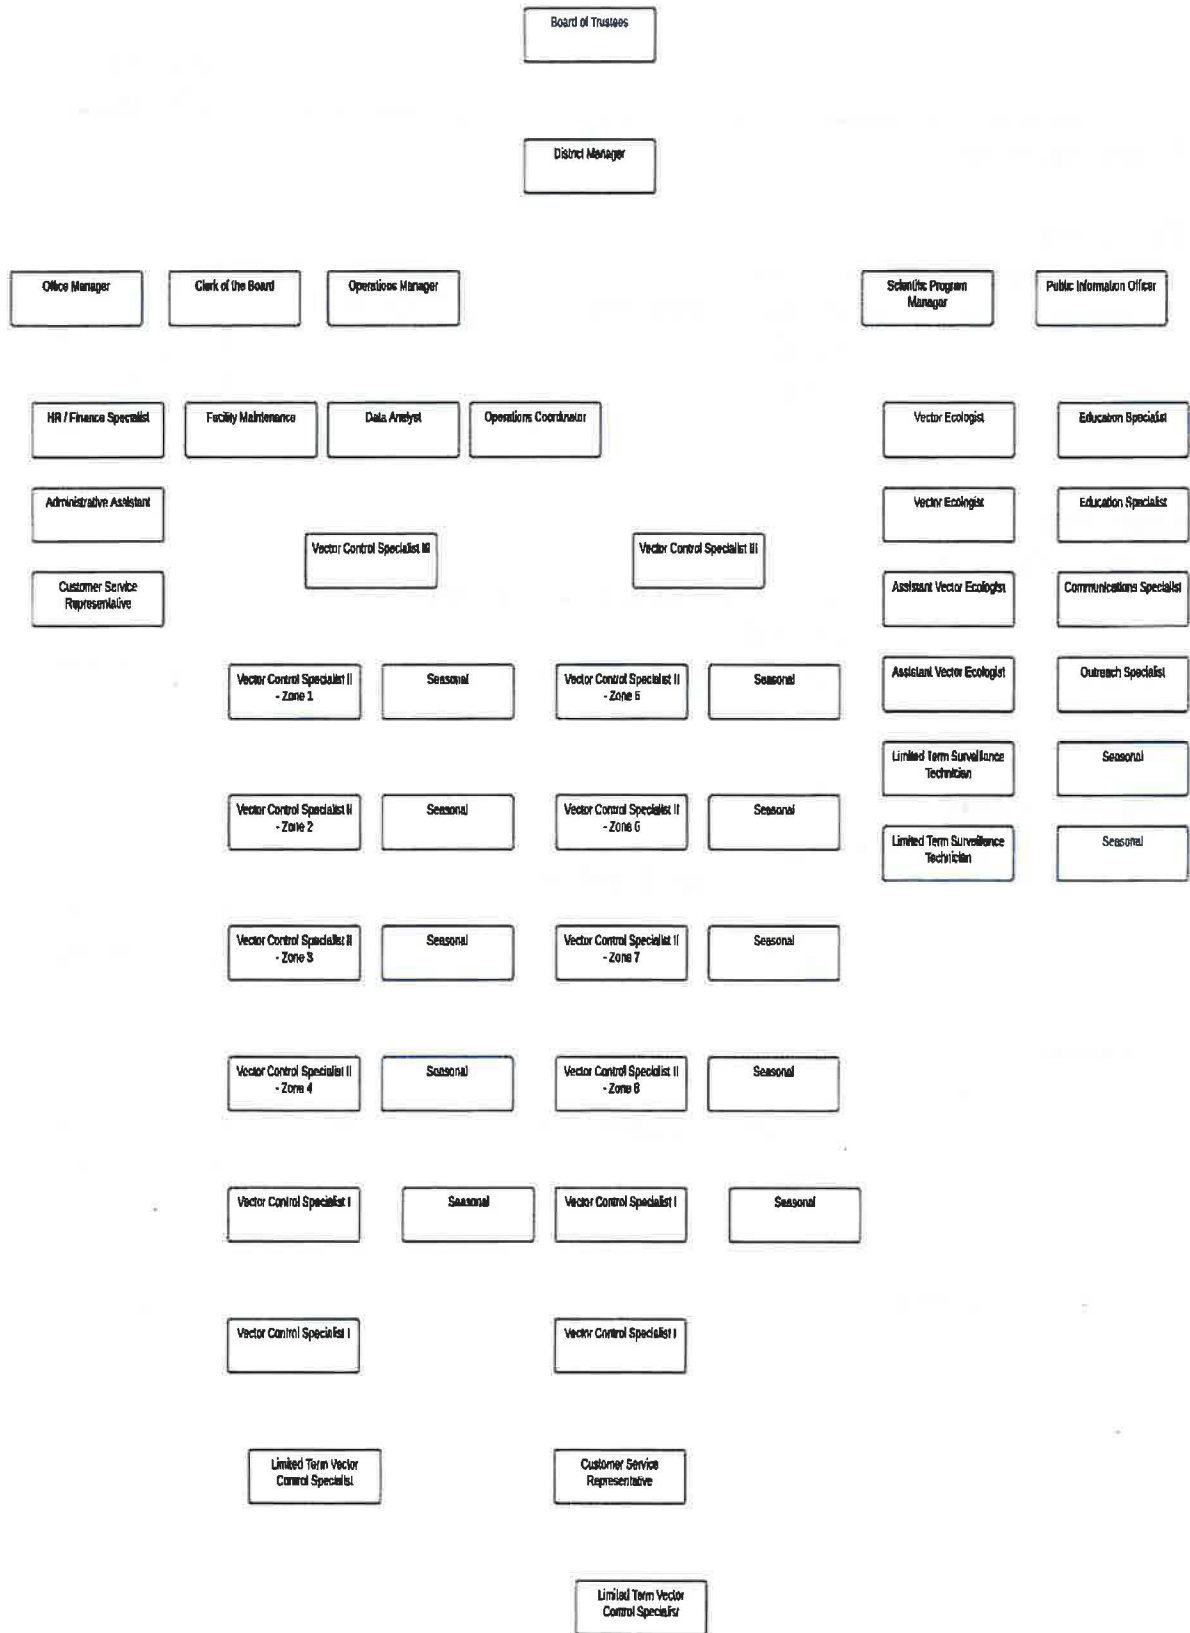 Board of Trustees
District Manager
Office Manager
Clerk of the Board
Operations Manager
Scientific Program
Manager
Public Information Officer
HR / Finance Specialist
Facility Maintenance
Data Analyst
Operations Coordinator
Vector Ecologist
Education Specialist
Administrative Assistant
Vector Ecologist
Education Specialist
Vector Control Specialist III
Vector Control Specialist III
Customer Service
Representative
Assistant Vector Ecologist
Communications Specialist
Vector Control Specialist II
- Zone 1
Seasonal
Vector Control Specialist II
- Zone 5
Seasonal
Assistant Vector Ecologist
Outreach Specialist
Limited Term Surveillance
Technician
Seasonal
Vector Control Specialist II
- Zone 2
Seasonal
Vector Control Specialist II
- Zone 6
Seasonal
Limited Term Surveillance
Technician
Seasonal
Vector Control Specialist II
- Zone 3
Seasonal
Vector Control Specialist II
- Zone 7
Seasonal
Vector Control Specialist II
- Zone 4
Seasonal
Vector Control Specialist II
- Zone 8
Seasonal
Vector Control Specialist I
Seasonal
Vector Control Specialist I
Seasonal
Vector Control Specialist I
Vector Control Specialist I
Limited Term Vector
Control Specialist
Customer Service
Representative
Limited Term Vector
Control Specialist